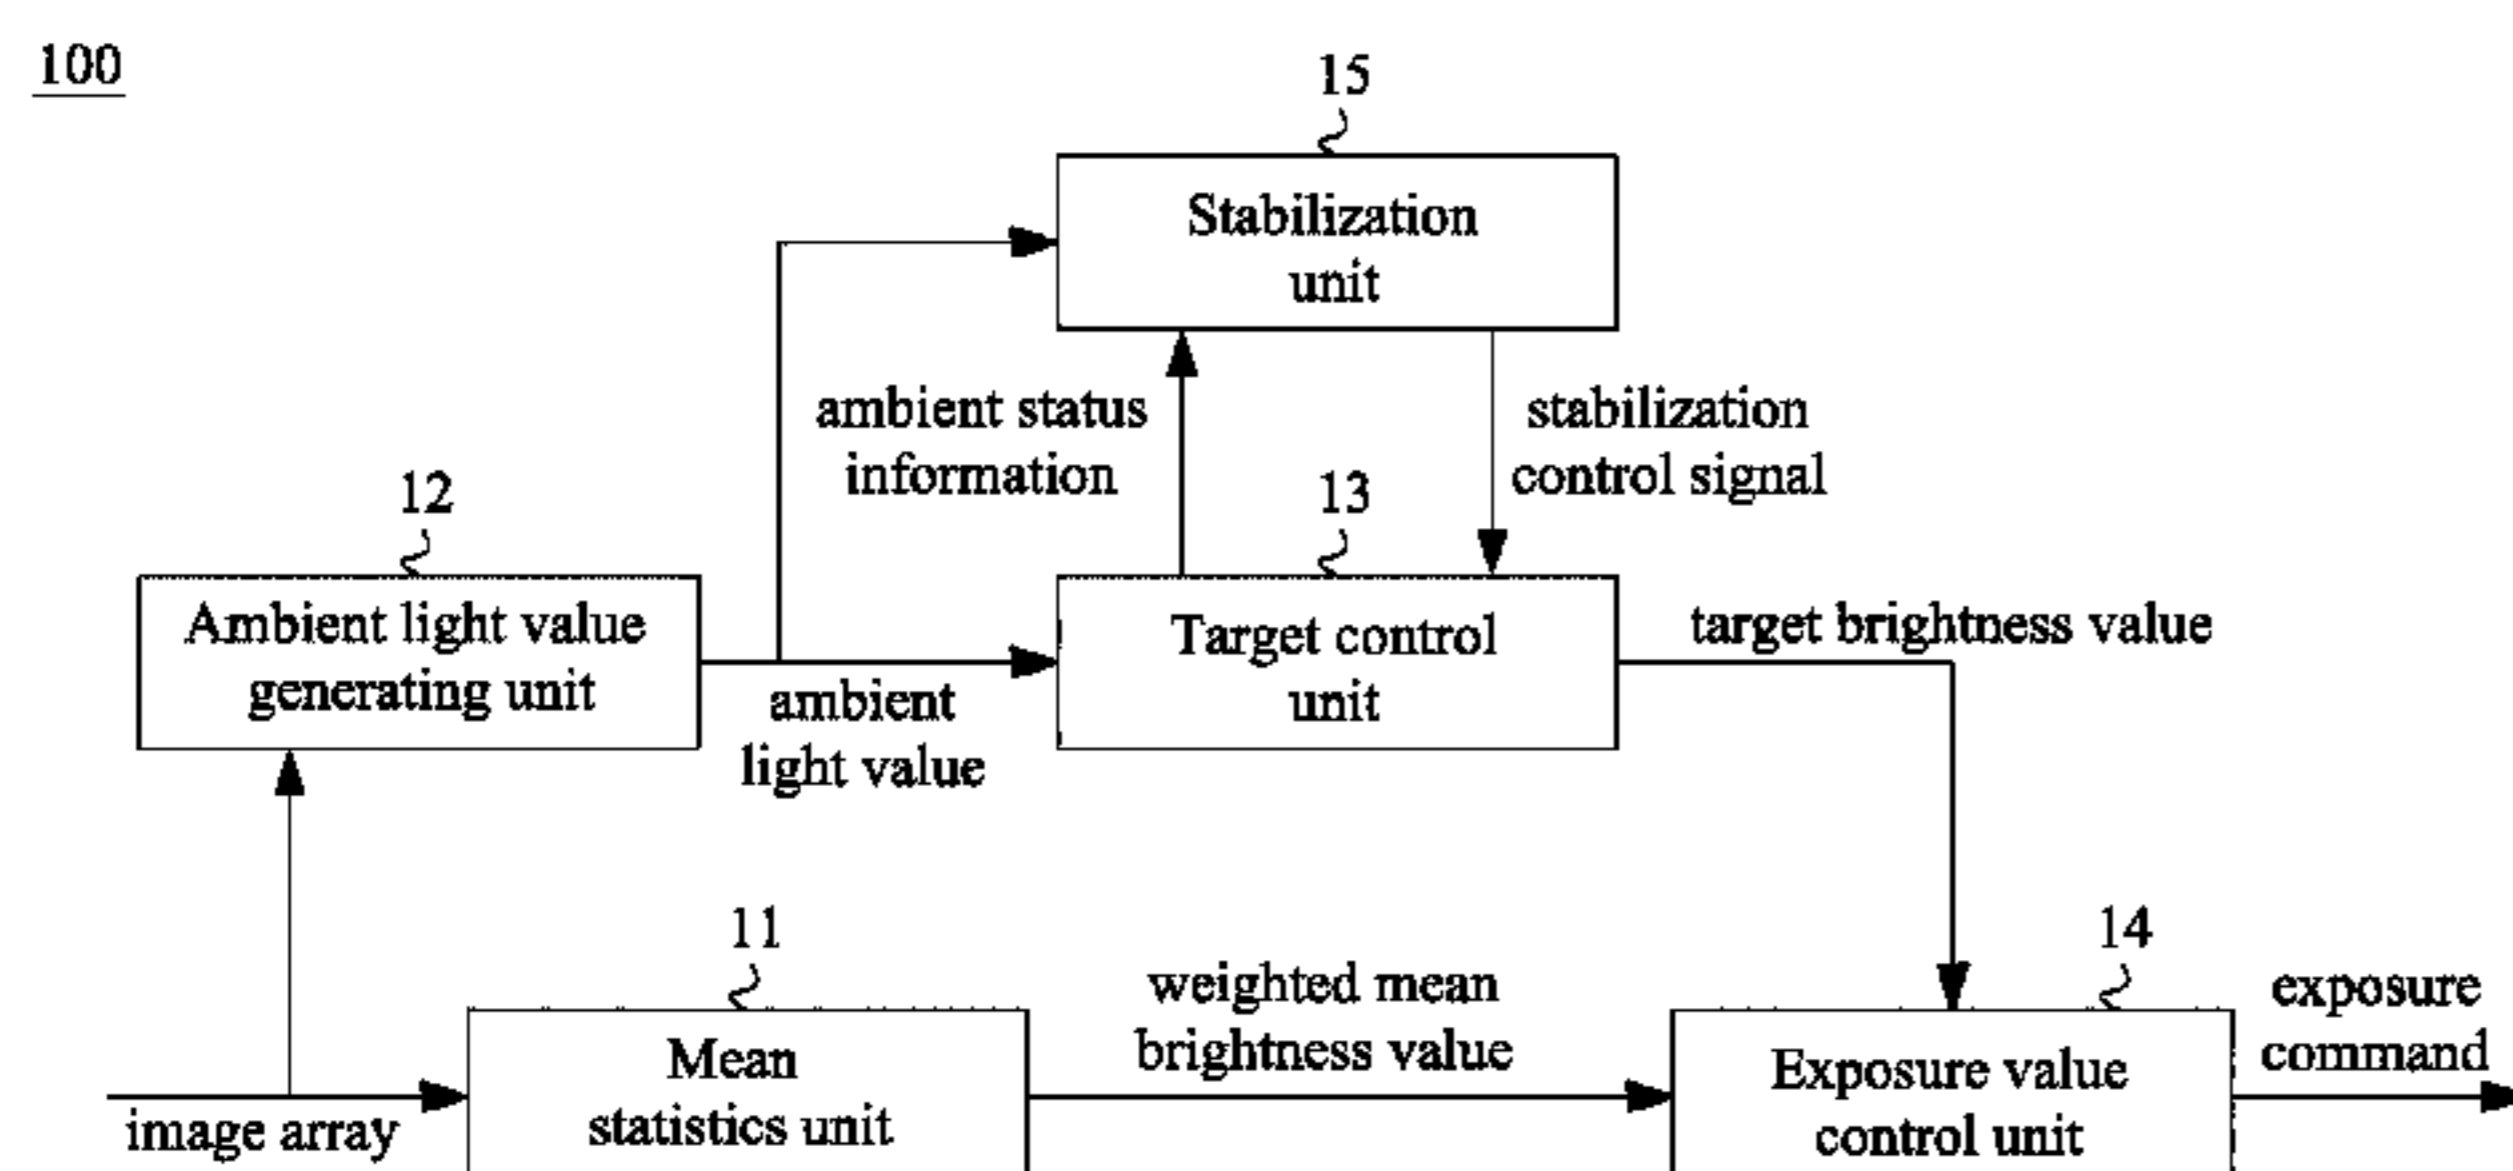 100
15
Stabilization
unit
ambient status
information
stabilization
control signal
12
13
Ambient light value
generating unit
ambient
light value
Target control
unit
target brightness value
11
14
weighted mean
brightness value
exposure
command
image array
Mean
statistics unit
Exposure value
control unit